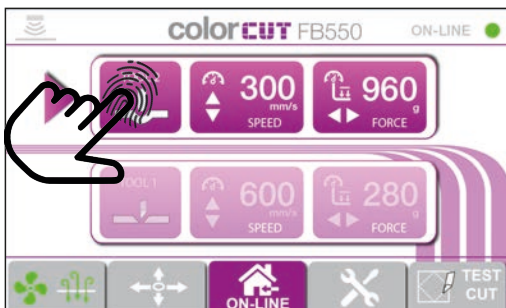 colorcut FB550
ON-LINE
300
mm/s
SPEED
960
g
FORCE
TOOL 1
600
mm/s
SPEED
280
g
FORCE
ON-LINE
TEST
CUT